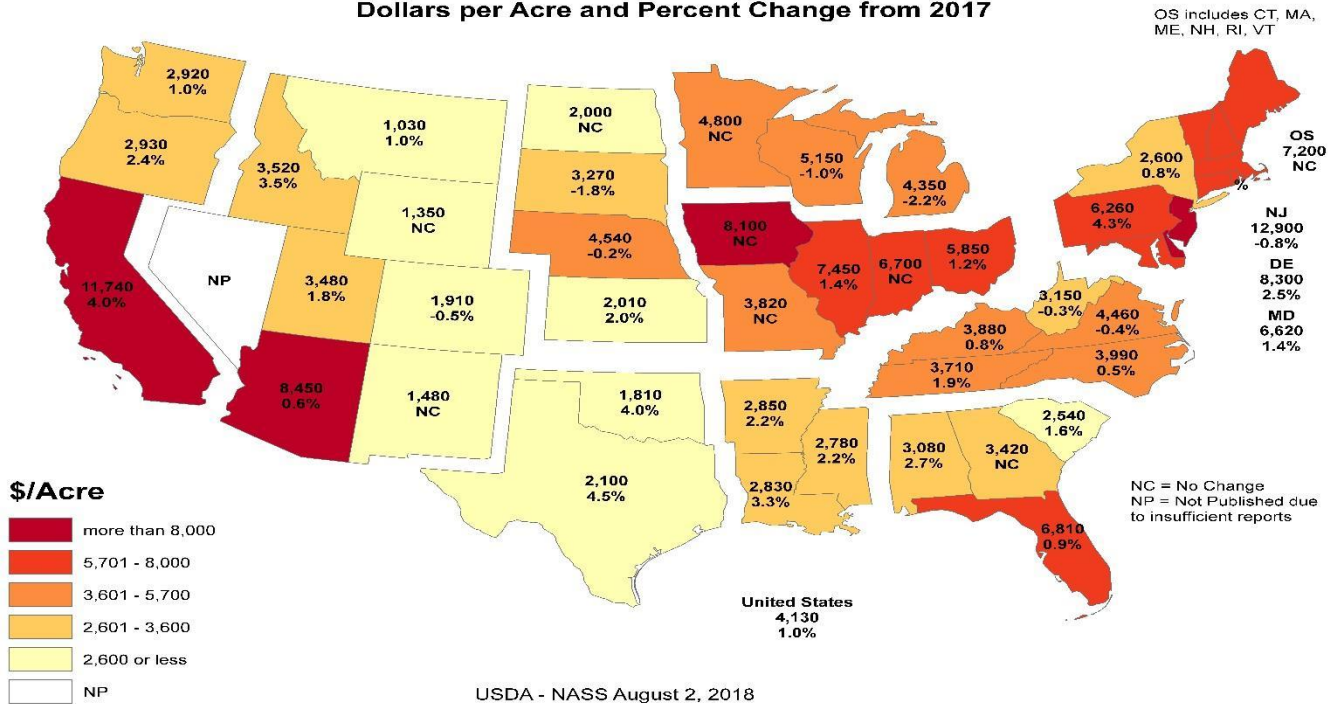 Dollars per Acre and Percent Change from 2017
OS includes CT, MA,
ME, NH, RI, VT
2,920
1.0%
2,930
2.4%
11,740
4.0%
NP
3,520
3.5%
3,480
1.8%
8,450
0.6%
1,030
1.0%
1,350
NC
1,910
-0.5%
1,480
NC
2,000
NC
3,270
-1.8%
4,540
-0.2%
2,010
2.0%
1,810
4.0%
2,100
4.5%
4,800
NC
8,100
NC
3,820
NC
2,850
2.2%
2,830
3.3%
5,150
-1.0%
4,350
-2.2%
7,450
1.4%
6,700
NC
5,850
1.2%
3,880
0.8%
3,710
1.9%
2,780
2.2%
3,080
2.7%
3,420
NC
6,810
0.9%
2,540
1.6%
3,990
0.5%
4,460
-0.4%
3,150
-0.3%
6,260
4.3%
2,600
0.8%
%
OS
7,200
NC
NJ
12,900
-0.8%
DE
8,300
2.5%
MD
6,620
1.4%
NC = No Change
NP = Not Published due
to insufficient reports
$/Acre
more than 8,000
5,701 - 8,000
3,601 - 5,700
2,601 - 3,600
2,600 or less
NP
United States
4,130
1.0%
USDA - NASS August 2, 2018